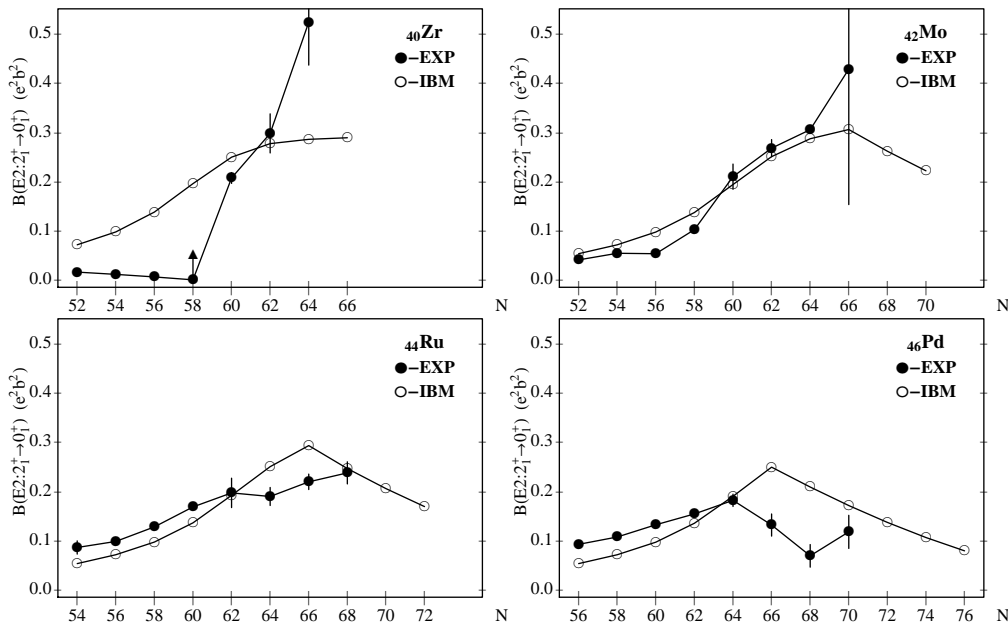 B(E2:2₁⁺→0₁⁺) (e²b²)
0.5
0.4
0.3
0.2
0.1
0.0
₄₀Zr
●–EXP
○–IBM
52 54 56 58 60 62 64 66 N
B(E2:2₁⁺→0₁⁺) (e²b²)
0.5
0.4
0.3
0.2
0.1
0.0
₄₂Mo
●–EXP
○–IBM
52 54 56 58 60 62 64 66 68 70 N
B(E2:2₁⁺→0₁⁺) (e²b²)
0.5
0.4
0.3
0.2
0.1
0.0
₄₄Ru
●–EXP
○–IBM
54 56 58 60 62 64 66 68 70 72 N
B(E2:2₁⁺→0₁⁺) (e²b²)
0.5
0.4
0.3
0.2
0.1
0.0
₄₆Pd
●–EXP
○–IBM
56 58 60 62 64 66 68 70 72 74 76 N